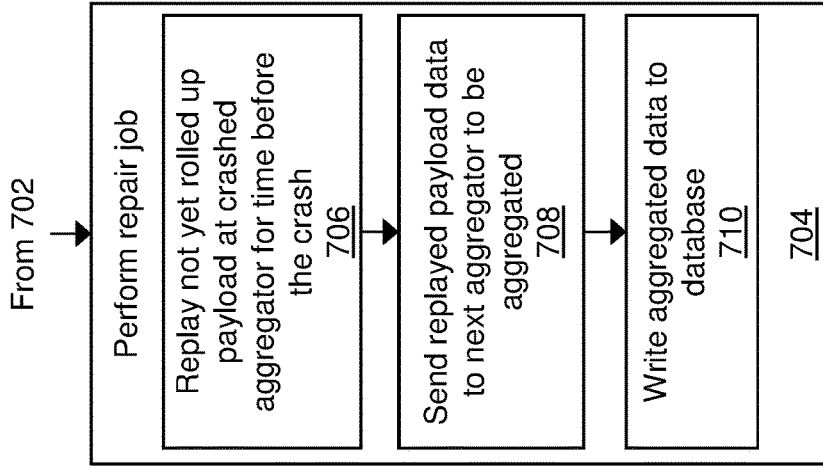 From 702
Perform repair job
Replay not yet rolled up
payload at crashed
aggregator for time before
the crash
706
Send replayed payload data
to next aggregator to be
aggregated
708
Write aggregated data to
database
710
704